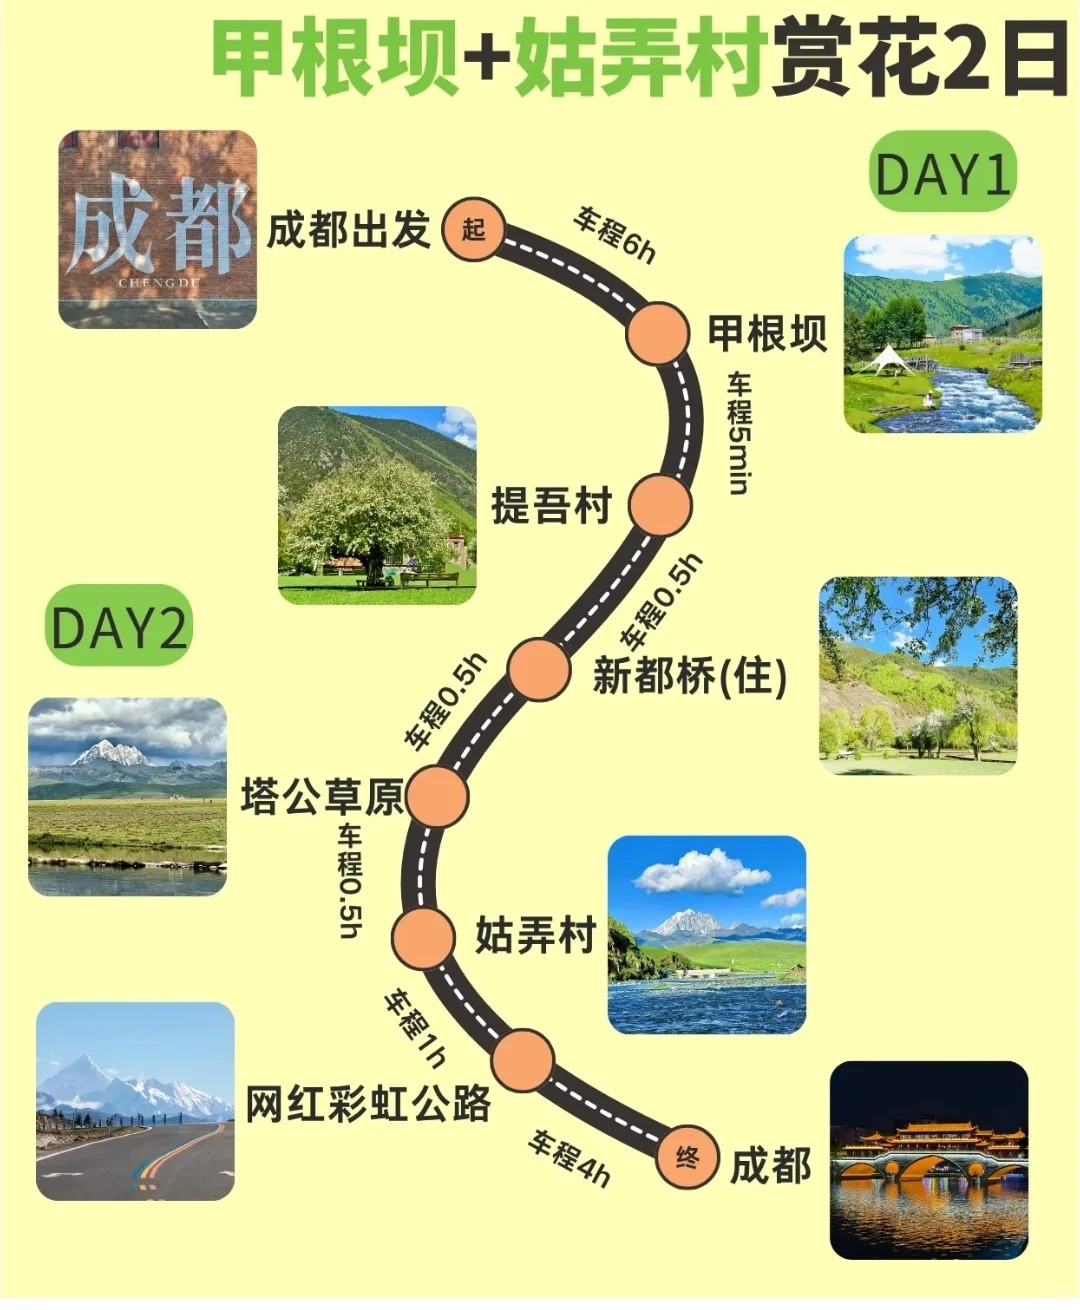 甲根坝+姑弄村赏花2日
DAY1
成都
CHENGDU
成都出发
起
车程6h
甲根坝
车程5min
提吾村
车程0.5h
新都桥(住)
DAY2
车程0.5h
塔公草原
车程0.5h
姑弄村
车程1h
网红彩虹公路
车程4h
终
成都